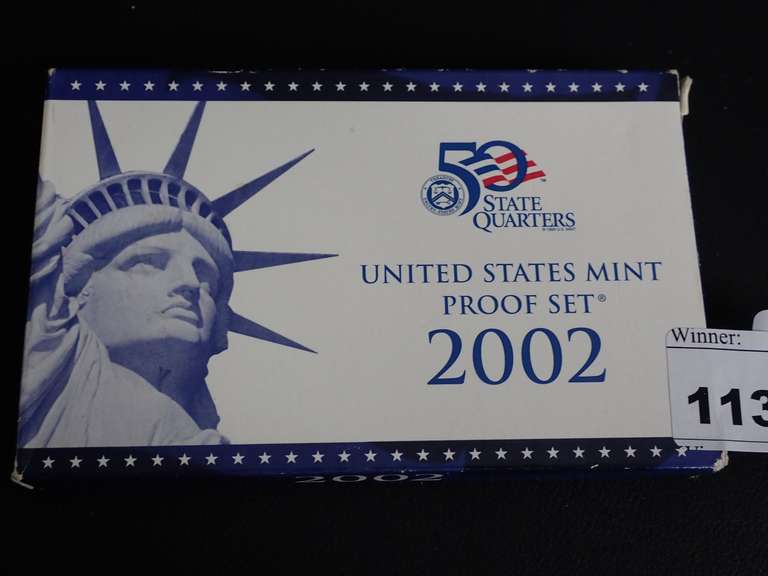 50
STATE
QUARTERS
UNITED STATES MINT
PROOF SET®
2002
Winner:
113
2002